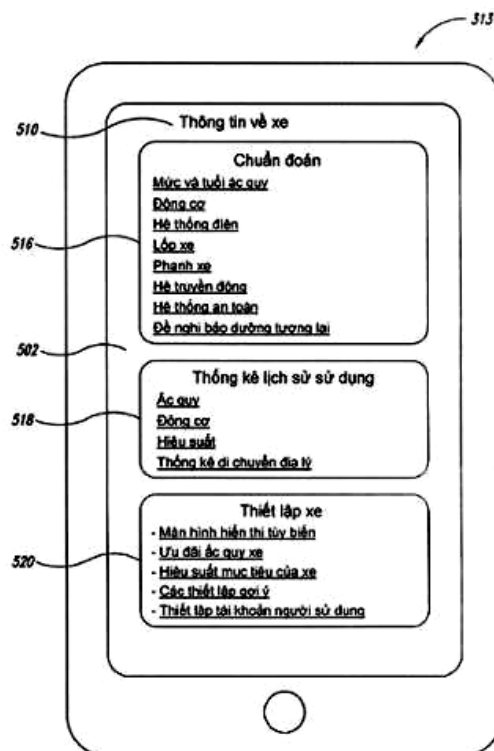 313
510
Thông tin về xe
Chuẩn đoán
Mức và tuổi ác quy
Động cơ
Hệ thống điện
516
Lốp xe
Phanh xe
Hệ truyền động
Hệ thống an toàn
Đề nghị bảo dưỡng tương lai
502
Thống kê lịch sử sử dụng
Ắc quy
518
Động cơ
Hiệu suất
Thống kê di chuyển địa lý
Thiết lập xe
- Màn hình hiển thị tùy biến
- Ưu đãi ắc quy xe
520
- Hiệu suất mục tiêu của xe
- Các thiết lập gợi ý
- Thiết lập tài khoản người sử dụng